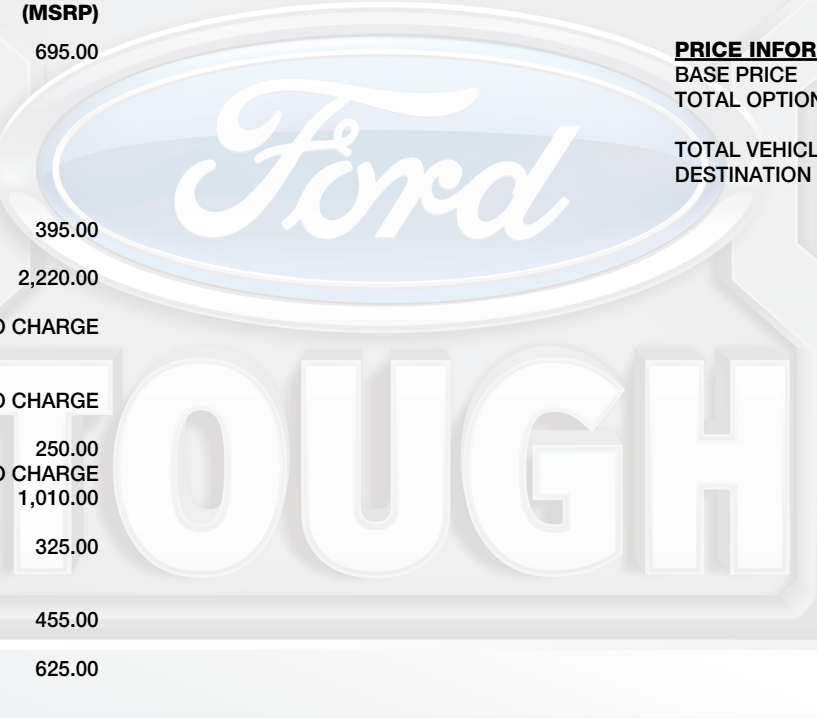 (MSRP)
695.00
395.00
2,220.00
O CHARGE
O CHARGE
250.00
O CHARGE
1,010.00
325.00
455.00
625.00
PRICE INFOR
BASE PRICE
TOTAL OPTION
TOTAL VEHICL
DESTINATION
Ford
TOUGH